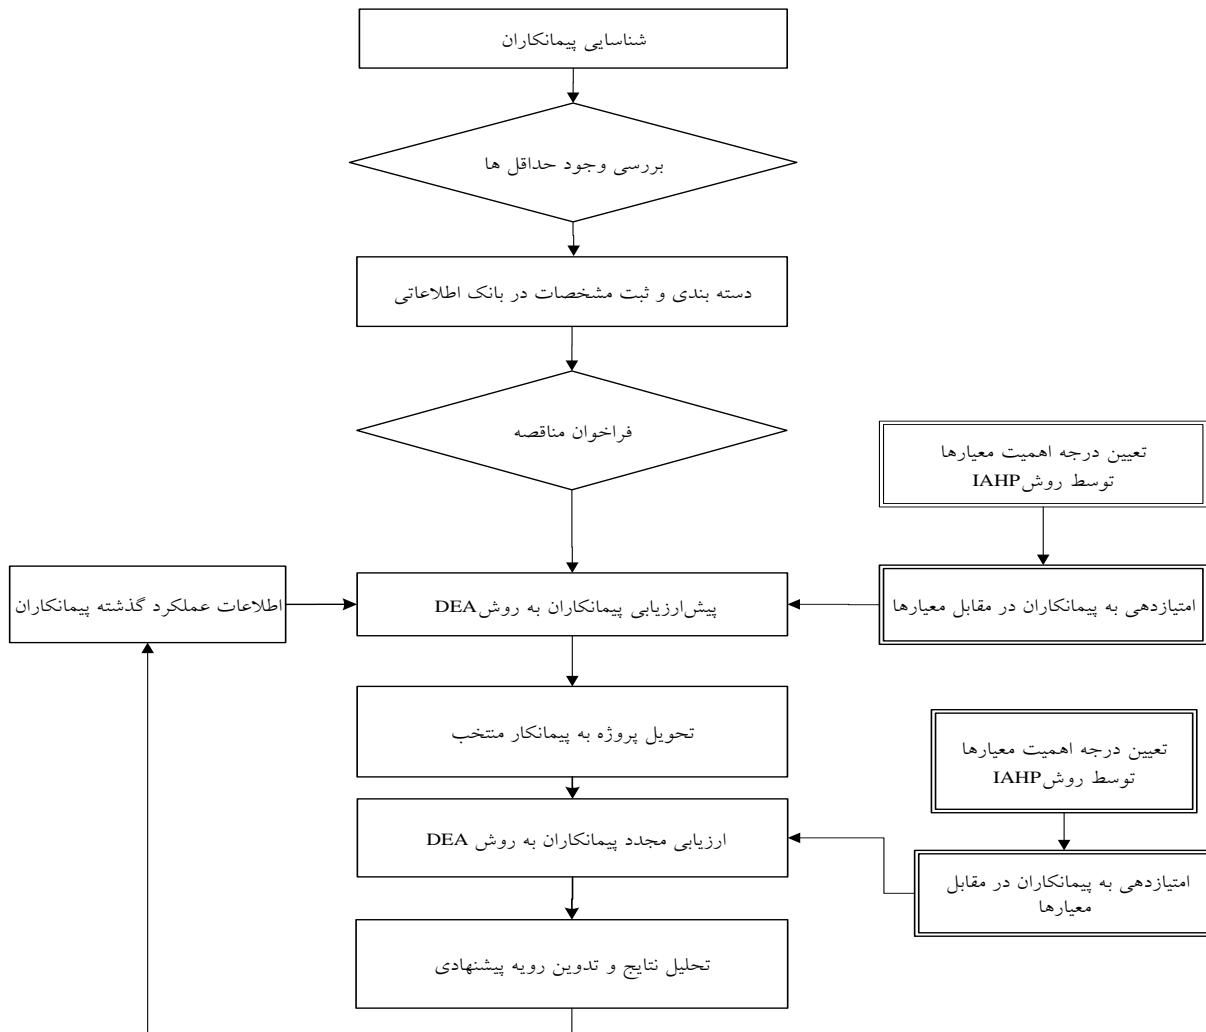 شناسایی پیمانکاران
بررسی وجود حداقل ها
دسته بندی و ثبت مشخصات در بانک اطلاعاتی
فراخوان مناقصه
تعیین درجه اهمیت معیارها
توسط روشIAHP
اطلاعات عملکرد گذشته پیمانکاران
پیش‌ارزیابی پیمانکاران به روشDEA
امتیازدهی به پیمانکاران در مقابل معیارها
تحویل پروژه به پیمانکار منتخب
تعیین درجه اهمیت معیارها
توسط روشIAHP
ارزیابی مجدد پیمانکاران به روش DEA
امتیازدهی به پیمانکاران در مقابل
معیارها
تحلیل نتایج و تدوین رویه پیشنهادی